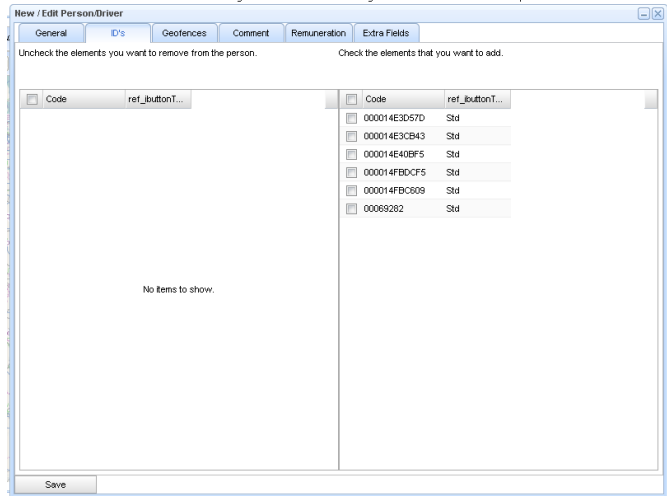 New / Edit Person/Driver
General ID's Geofences Comment Remuneration Extra Fields
Uncheck the elements you want to remove from the person.
Check the elements that you want to add.
Code ref_ibuttonT...
No items to show.
Code ref_ibuttonT...
000014E3D57D Std
000014E3CB43 Std
000014E40BF5 Std
000014FBDCF5 Std
000014FBC609 Std
00069282 Std
Save